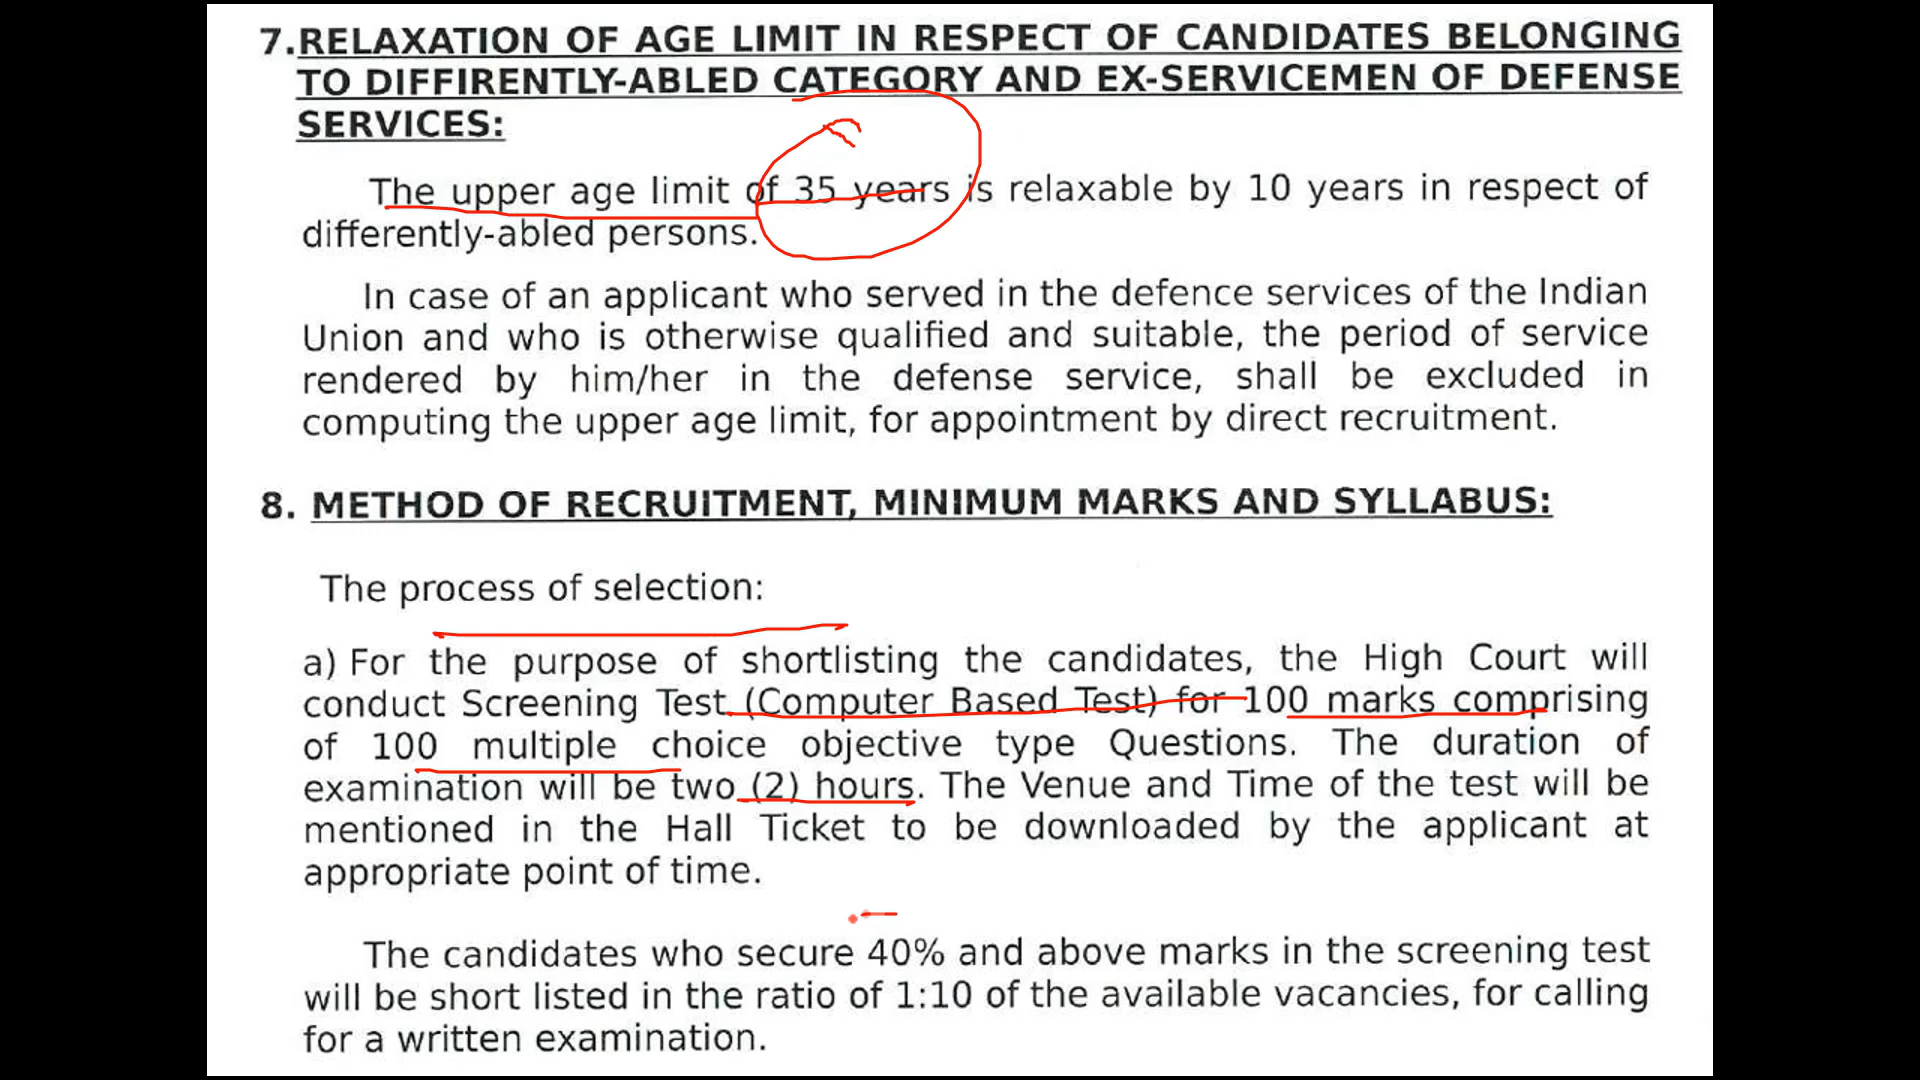 7.RELAXATION OF AGE LIMIT IN RESPECT OF CANDIDATES BELONGING
TO DIFFIRENTLY-ABLED CATEGORY AND EX-SERVICEMEN OF DEFENSE
SERVICES:
The upper age limit of 35 years is relaxable by 10 years in respect of
differently-abled persons.
In case of an applicant who served in the defence services of the Indian
Union and who is otherwise qualified and suitable, the period of service
rendered by him/her in the defense service, shall be excluded in
computing the upper age limit, for appointment by direct recruitment.
8. METHOD OF RECRUITMENT, MINIMUM MARKS AND SYLLABUS:
The process of selection:
a) For the purpose of shortlisting the candidates, the High Court will
conduct Screening Test (Computer Based Test) for 100 marks comprising
of 100 multiple choice objective type Questions. The duration of
examination will be two (2) hours. The Venue and Time of the test will be
mentioned in the Hall Ticket to be downloaded by the applicant at
appropriate point of time.
The candidates who secure 40% and above marks in the screening test
will be short listed in the ratio of 1:10 of the available vacancies, for calling
for a written examination.